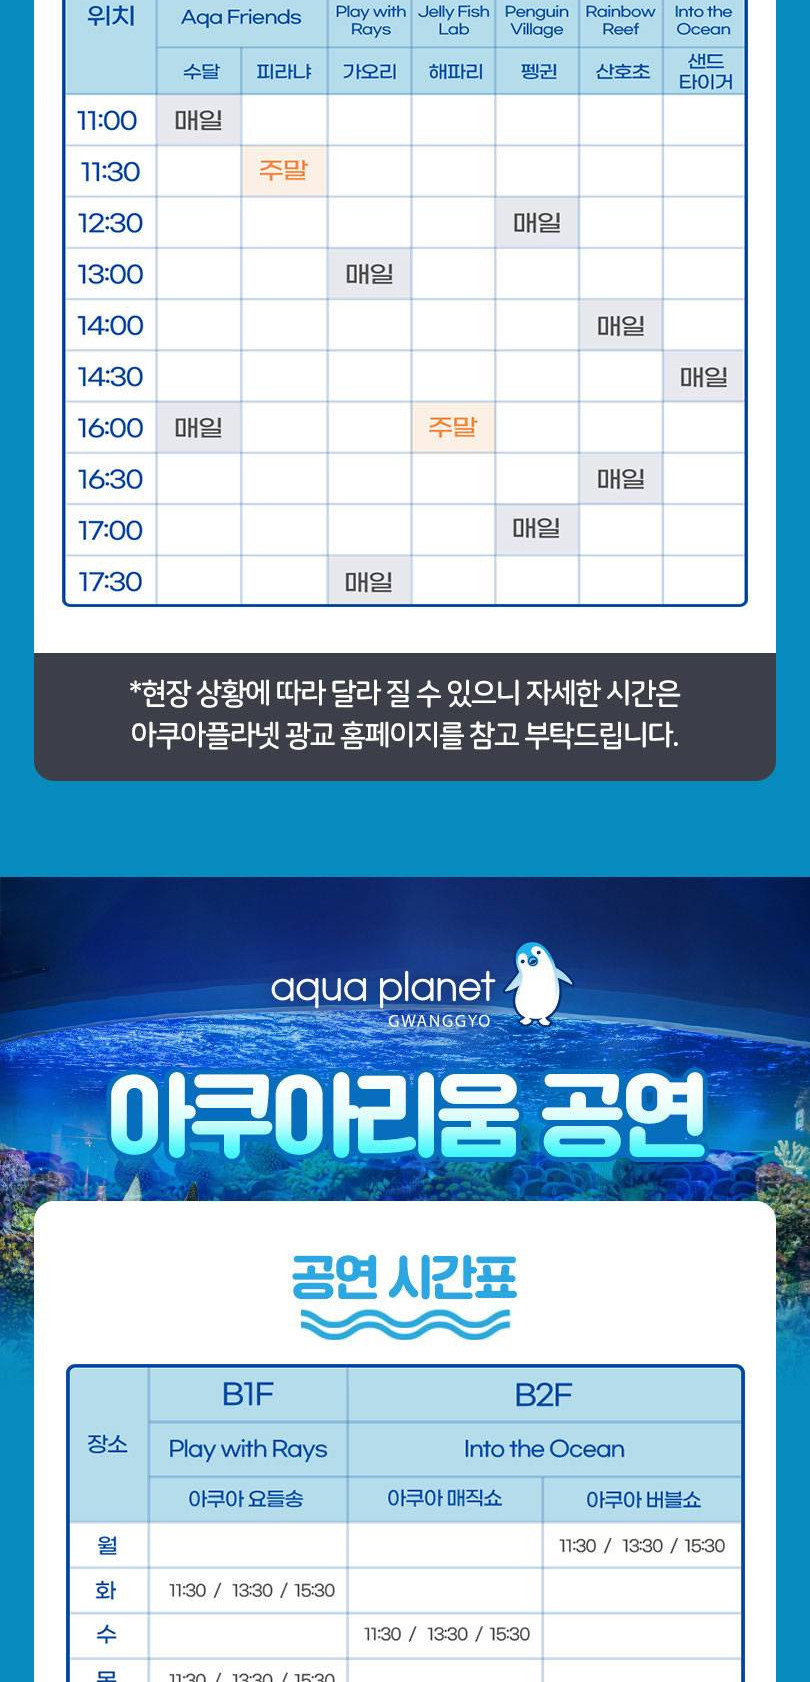 위치 Aqa Friends Play with Rays Jelly Fish Lab Penguin Village Rainbow Reef Into the Ocean
수달 피라냐 가오리 해파리 펭귄 산호초 샌드 타이거
11:00 매일
11:30 주말
12:30 매일
13:00 매일
14:00 매일
14:30 매일
16:00 매일 주말
16:30 매일
17:00 매일
17:30 매일
*현장 상황에 따라 달라 질 수 있으니 자세한 시간은
아쿠아플라넷 광교 홈페이지를 참고 부탁드립니다.
aqua planet
GWANGGYO
아쿠아리움 공연
공연 시간표
장소 B1F B2F
Play with Rays Into the Ocean
아쿠아 요들송 아쿠아 매직쇼 아쿠아 버블쇼
월 11:30 / 13:30 / 15:30
화 11:30 / 13:30 / 15:30
수 11:30 / 13:30 / 15:30
목 11:30 / 13:30 / 15:30